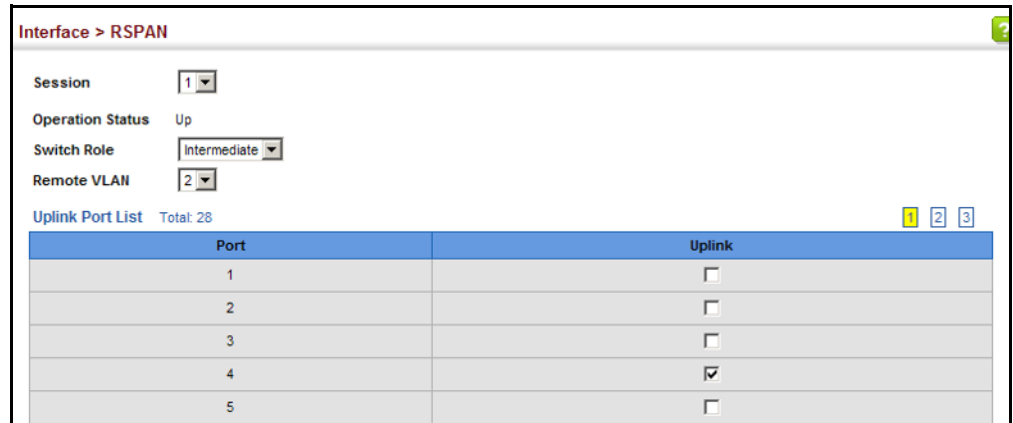 Interface > RSPAN
?
Session 1
Operation Status Up
Switch Role Intermediate
Remote VLAN 2
Uplink Port List Total: 28 1 2 3
Port Uplink
1
2
3
4
5